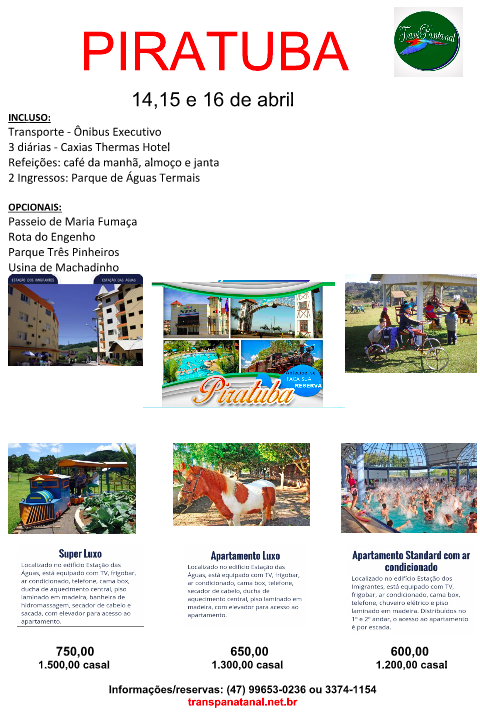 PIRATUBA
TransPantanal
14,15 e 16 de abril
INCLUSO:
Transporte - Ônibus Executivo
3 diárias - Caxias Thermas Hotel
Refeições: café da manhã, almoço e janta
2 Ingressos: Parque de Águas Termais
OPCIONAIS:
Passeio de Maria Fumaça
Rota do Engenho
Parque Três Pinheiros
Usina de Machadinho
ESTAÇÃO DOS IMIGRANTES
ESTAÇÃO DAS ÁGUAS
FAÇA SUA
RESERVA
Piratuba
Super Luxo
Localizado no edifício Estação das
Águas, está equipado com TV, frigobar,
ar condicionado, telefone, cama box,
ducha de aquecimento central, piso
laminado em madeira, banheira de
hidromassagem, secador de cabelo e
sacada, com elevador para acesso ao
apartamento.
Apartamento Luxo
Localizado no edifício Estação das
Águas, está equipado com TV, frigobar,
ar condicionado, cama box, telefone,
secador de cabelo, ducha de
aquecimento central, piso laminado em
madeira, com elevador para acesso ao
apartamento.
Apartamento Standard com ar
condicionado
Localizado no edifício Estação dos
Imigrantes, está equipado com TV,
frigobar, ar condicionado, cama box,
telefone, chuveiro elétrico e piso
laminado em madeira. Distribuídos no
1º e 2º andar, o acesso ao apartamento
é por escada.
750,00
1.500,00 casal
650,00
1.300,00 casal
600,00
1.200,00 casal
Informações/reservas: (47) 99653-0236 ou 3374-1154
transpanatanal.net.br